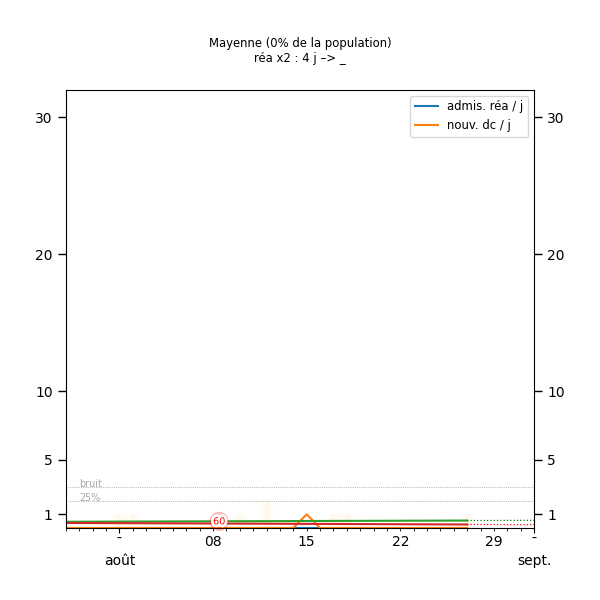 Mayenne (0% de la population)
réa x2 : 4 j –> _
admis. réa / j
nouv. dc / j
30
30
20
20
10
10
5
5
bruit
25%
1
1
60
-
08
15
22
29
-
août
sept.